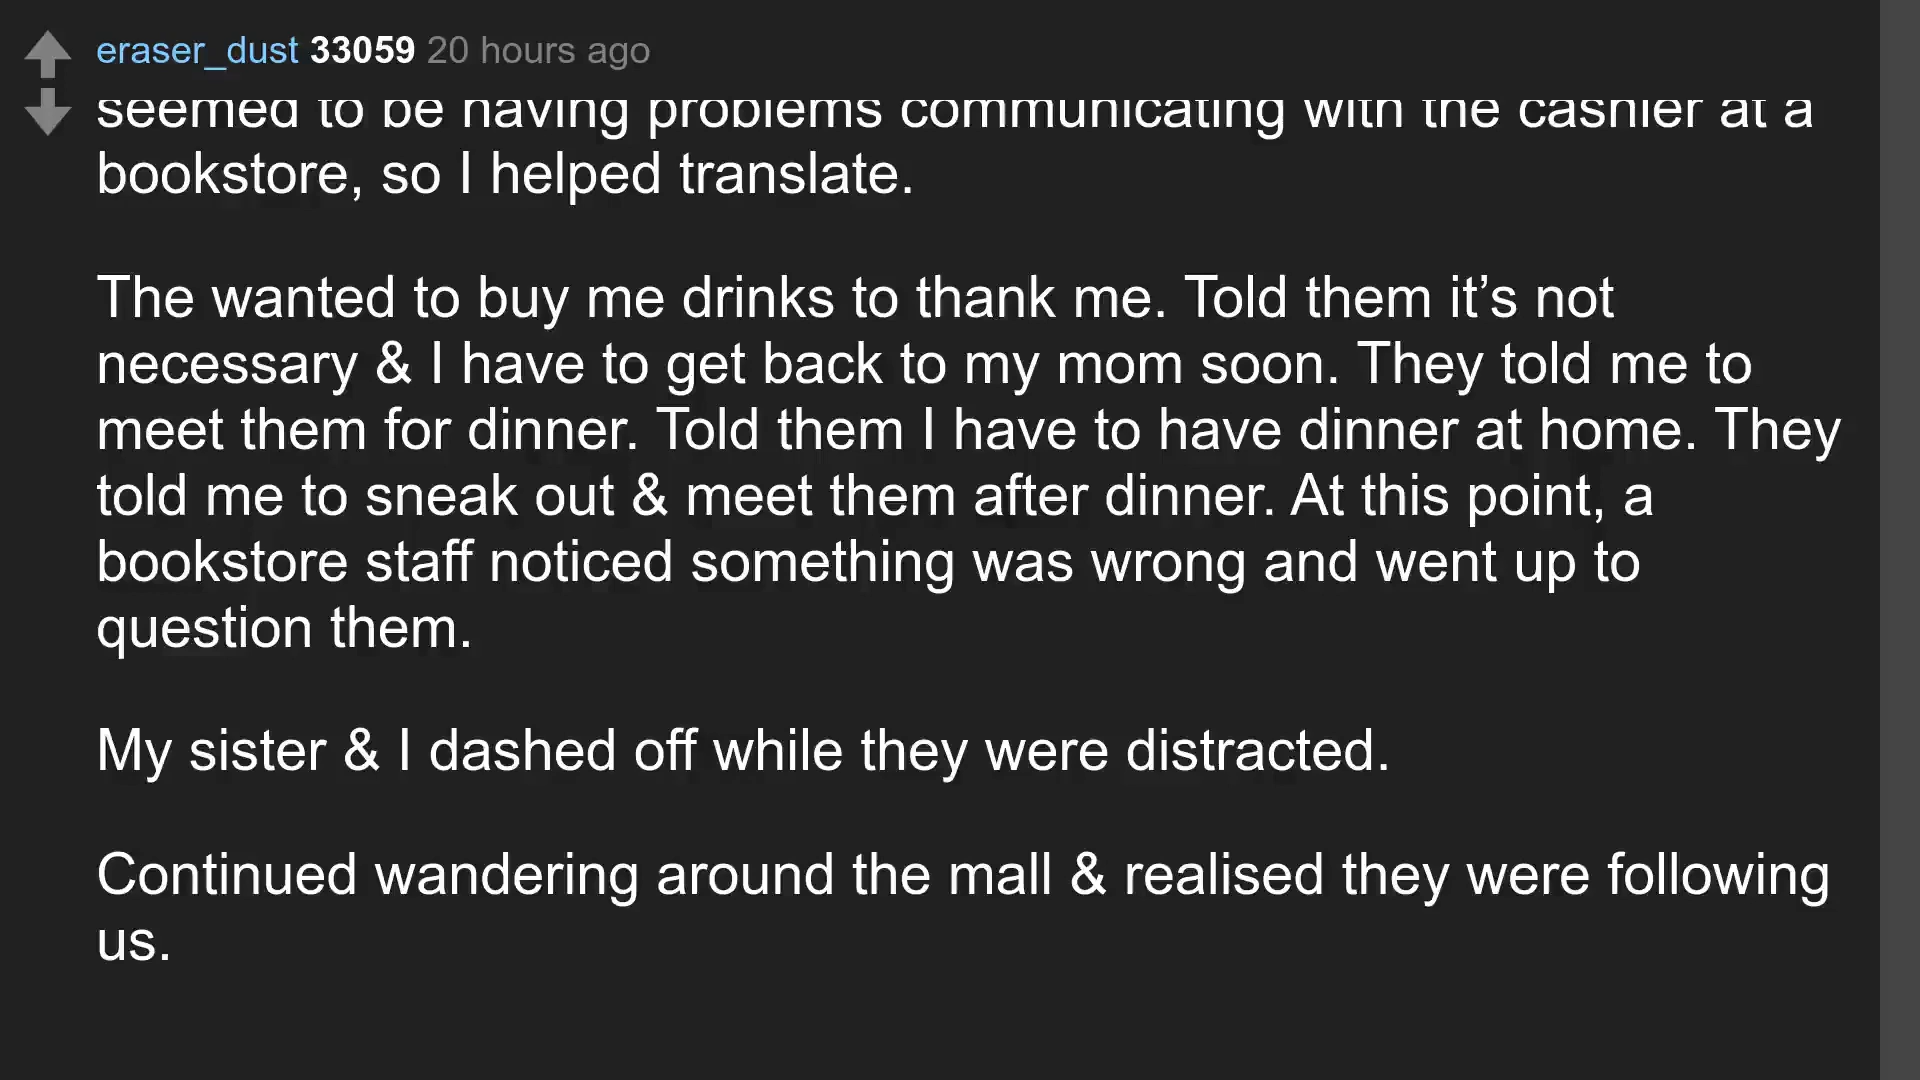 eraser_dust 33059 20 hours ago
seemed to be having problems communicating with the cashier at a
bookstore, so I helped translate.
The wanted to buy me drinks to thank me. Told them it’s not
necessary & I have to get back to my mom soon. They told me to
meet them for dinner. Told them I have to have dinner at home. They
told me to sneak out & meet them after dinner. At this point, a
bookstore staff noticed something was wrong and went up to
question them.
My sister & I dashed off while they were distracted.
Continued wandering around the mall & realised they were following
us.